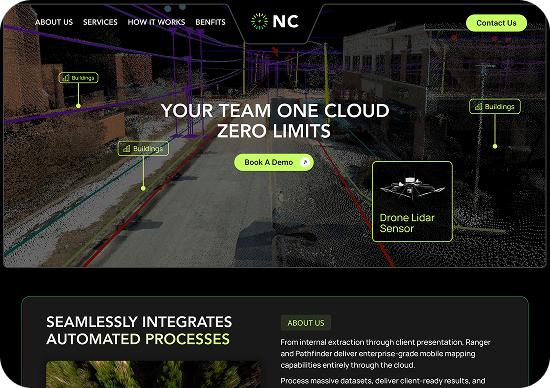 ABOUT US SERVICES HOW IT WORKS BENEFITS
NC
Contact Us
Buildings
Buildings
Buildings
YOUR TEAM ONE CLOUD
ZERO LIMITS
Book A Demo
Drone Lidar
Sensor
SEAMLESSLY INTEGRATES
AUTOMATED PROCESSES
ABOUT US
From internal extraction through client presentation, Ranger
and Pathfinder deliver enterprise-grade mobile mapping
capabilities entirely through the cloud.
Process massive datasets, deliver client-ready results, and